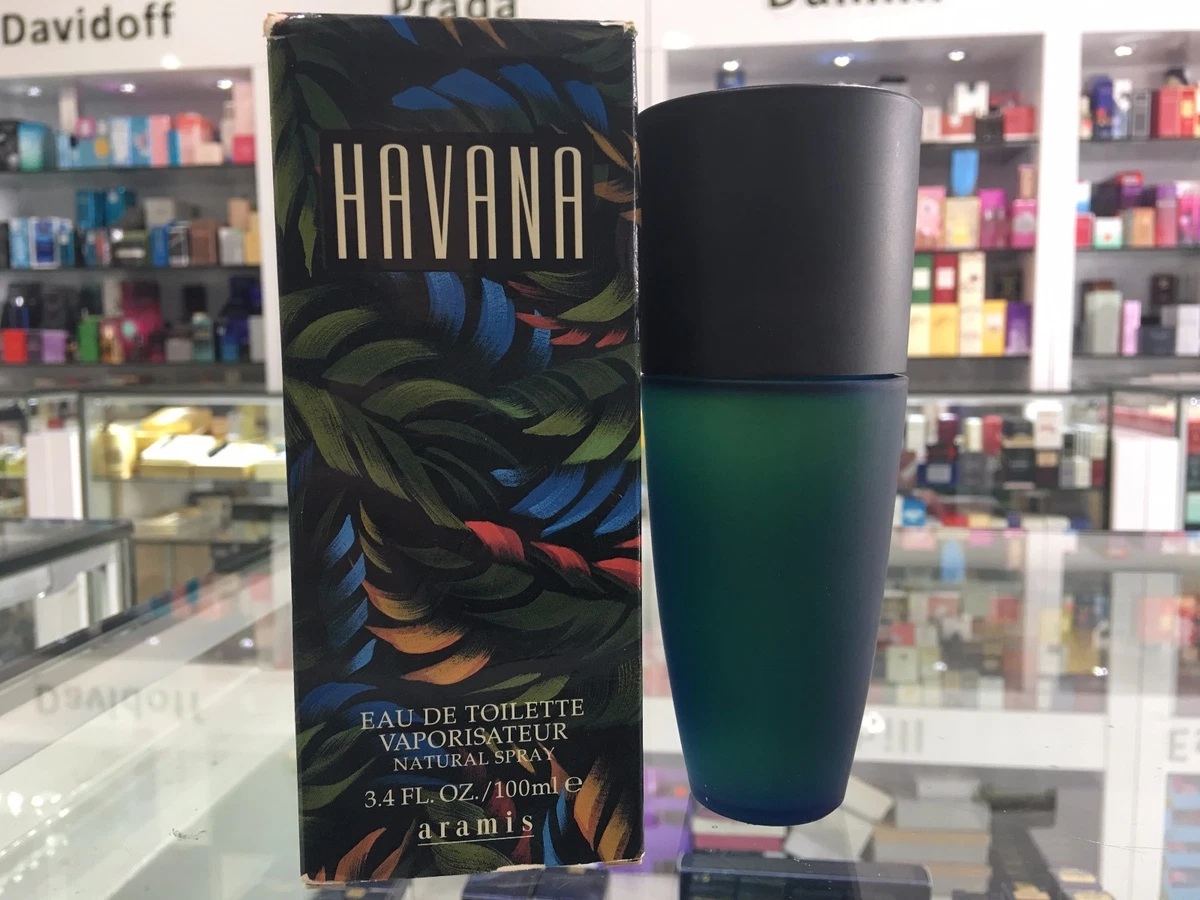 Davidoff
Prada
HAVANA
EAU DE TOILETTE
VAPORISATEUR
NATURAL SPRAY
3.4 FL. OZ./100ml ℮
aramis